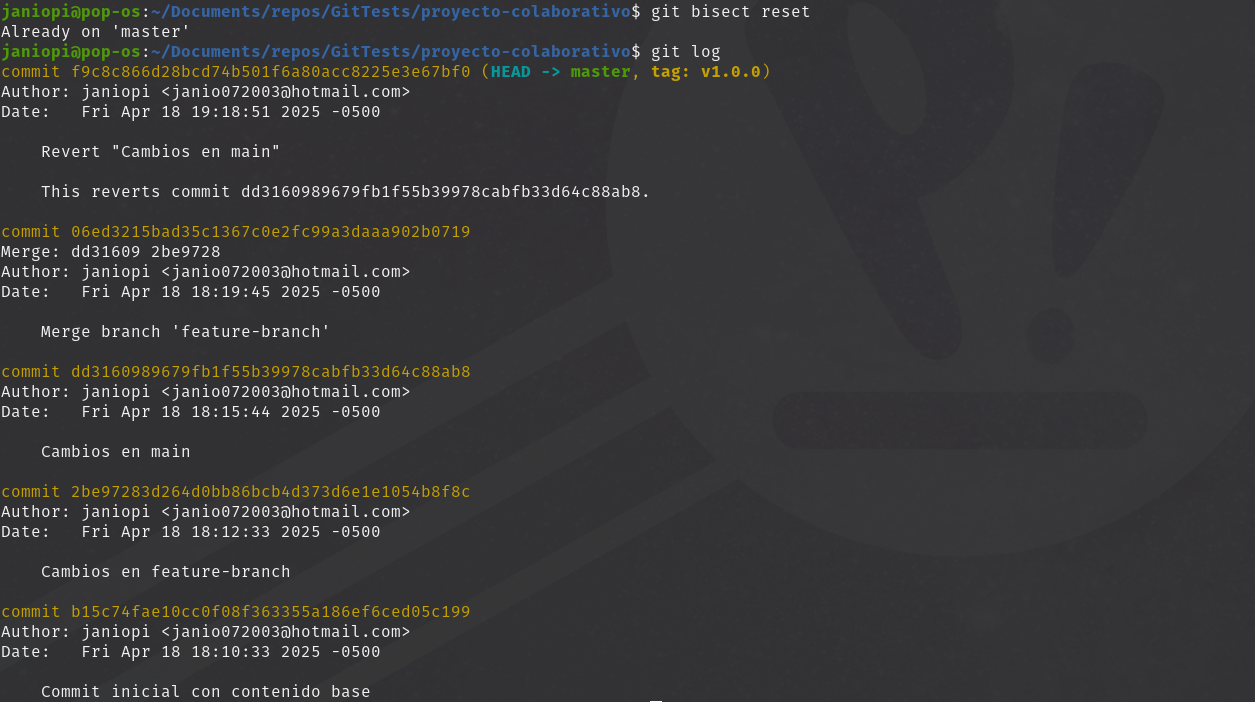 janiopi@pop-os:~/Documents/repos/GitTests/proyecto-colaborativo$ git bisect reset
Already on 'master'
janiopi@pop-os:~/Documents/repos/GitTests/proyecto-colaborativo$ git log
commit f9c8c866d28bcd74b501f6a80acc8225e3e67bf0 (HEAD -> master, tag: v1.0.0)
Author: janiopi <janio072003@hotmail.com>
Date:   Fri Apr 18 19:18:51 2025 -0500

    Revert "Cambios en main"

    This reverts commit dd3160989679fb1f55b39978cabfb33d64c88ab8.

commit 06ed3215bad35c1367c0e2fc99a3daaa902b0719
Merge: dd31609 2be9728
Author: janiopi <janio072003@hotmail.com>
Date:   Fri Apr 18 18:19:45 2025 -0500

    Merge branch 'feature-branch'

commit dd3160989679fb1f55b39978cabfb33d64c88ab8
Author: janiopi <janio072003@hotmail.com>
Date:   Fri Apr 18 18:15:44 2025 -0500

    Cambios en main

commit 2be97283d264d0bb86bcb4d373d6e1e1054b8f8c
Author: janiopi <janio072003@hotmail.com>
Date:   Fri Apr 18 18:12:33 2025 -0500

    Cambios en feature-branch

commit b15c74fae10cc0f08f363355a186ef6ced05c199
Author: janiopi <janio072003@hotmail.com>
Date:   Fri Apr 18 18:10:33 2025 -0500

    Commit inicial con contenido base